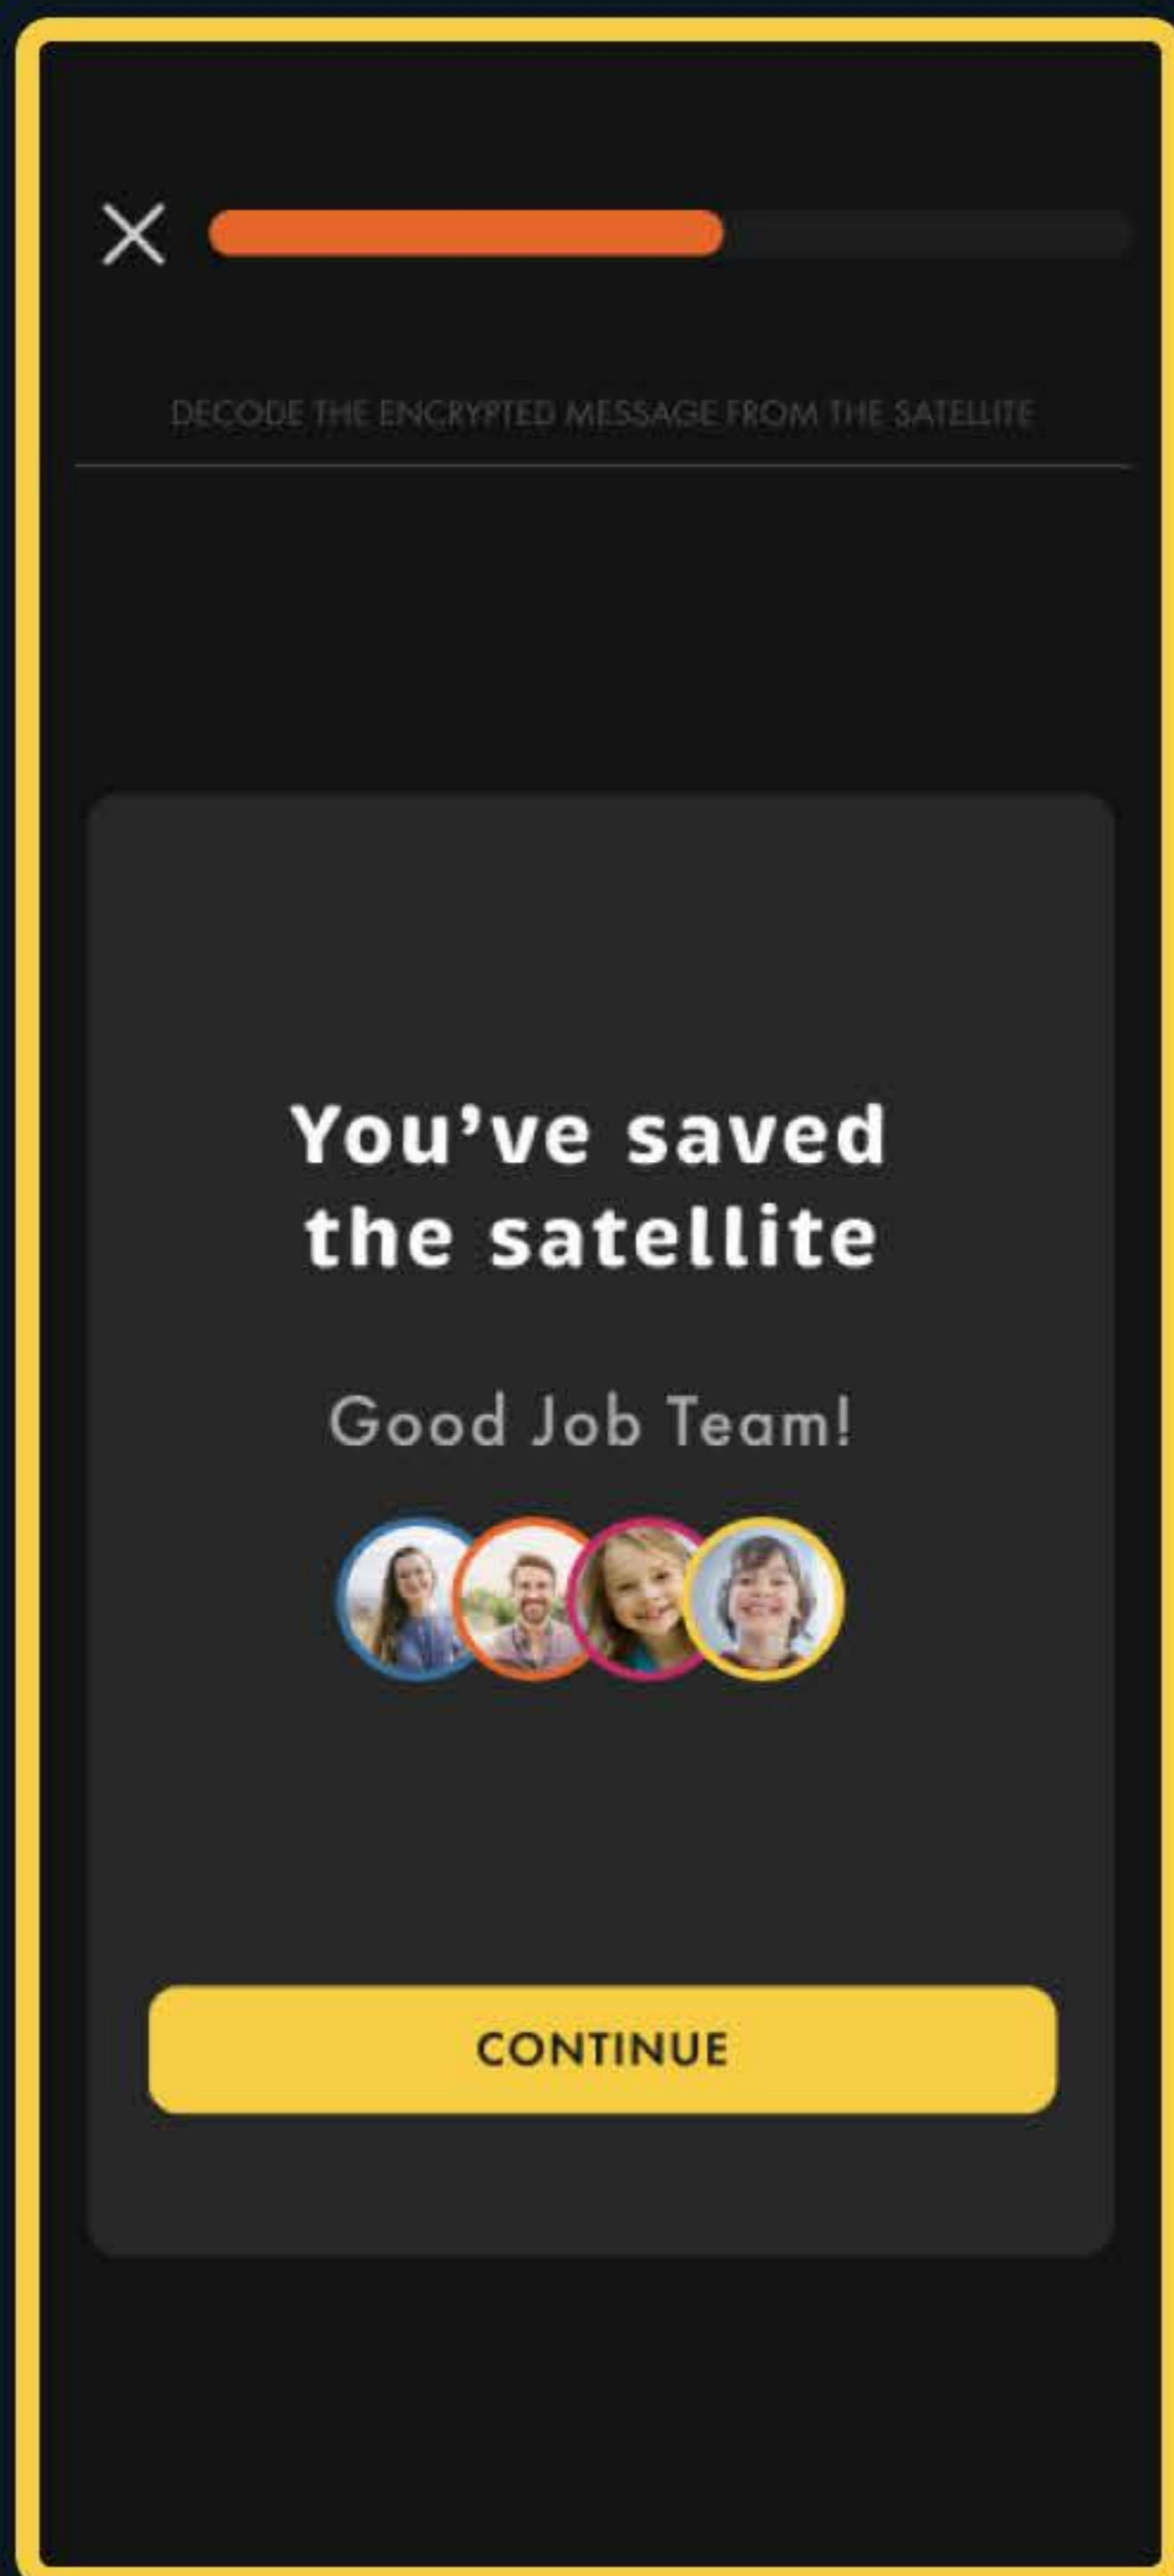 DECODE THE ENCRYPTED MESSAGE FROM THE SATELLITE
You’ve saved
the satellite
Good Job Team!
CONTINUE